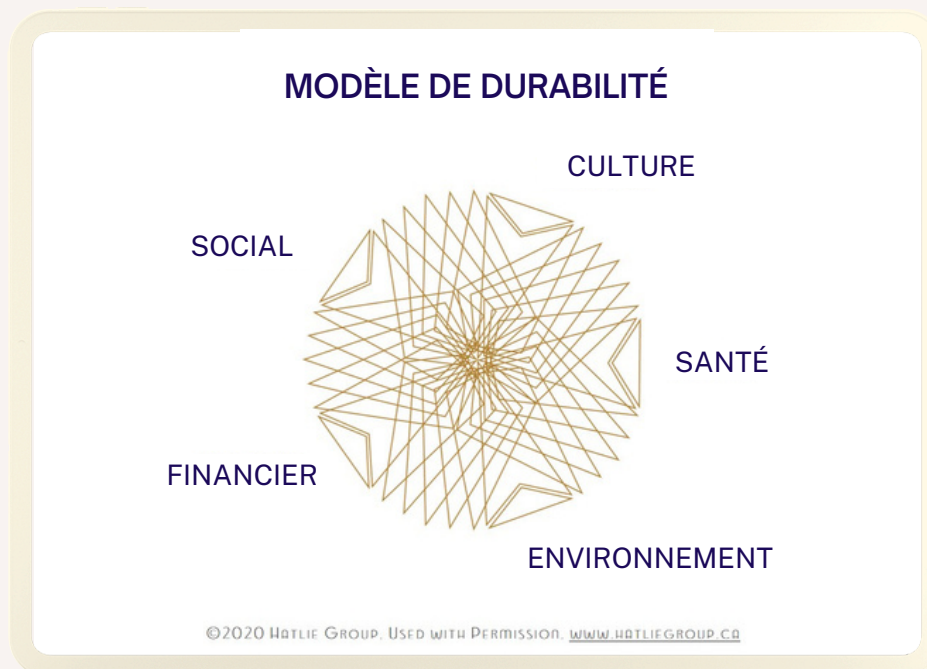 MODÈLE DE DURABILITÉ
CULTURE
SOCIAL
SANTÉ
FINANCIER
ENVIRONNEMENT
©2020 HATLIE GROUP. USED WITH PERMISSION. WWW.HATLIEGROUP.CA